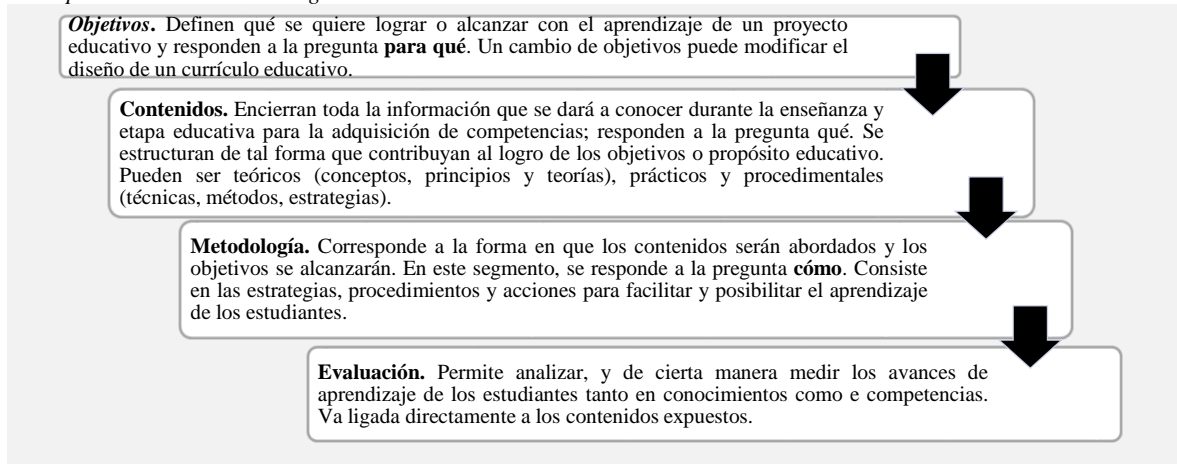 Objetivos. Definen qué se quiere lograr o alcanzar con el aprendizaje de un proyecto
educativo y responden a la pregunta para qué. Un cambio de objetivos puede modificar el
diseño de un currículo educativo.
Contenidos. Encierran toda la información que se dará a conocer durante la enseñanza y
etapa educativa para la adquisición de competencias; responden a la pregunta qué. Se
estructuran de tal forma que contribuyan al logro de los objetivos o propósito educativo.
Pueden ser teóricos (conceptos, principios y teorías), prácticos y procedimentales
(técnicas, métodos, estrategias).
Metodología. Corresponde a la forma en que los contenidos serán abordados y los
objetivos se alcanzarán. En este segmento, se responde a la pregunta cómo. Consiste
en las estrategias, procedimientos y acciones para facilitar y posibilitar el aprendizaje
de los estudiantes.
Evaluación. Permite analizar, y de cierta manera medir los avances de
aprendizaje de los estudiantes tanto en conocimientos como e competencias.
Va ligada directamente a los contenidos expuestos.